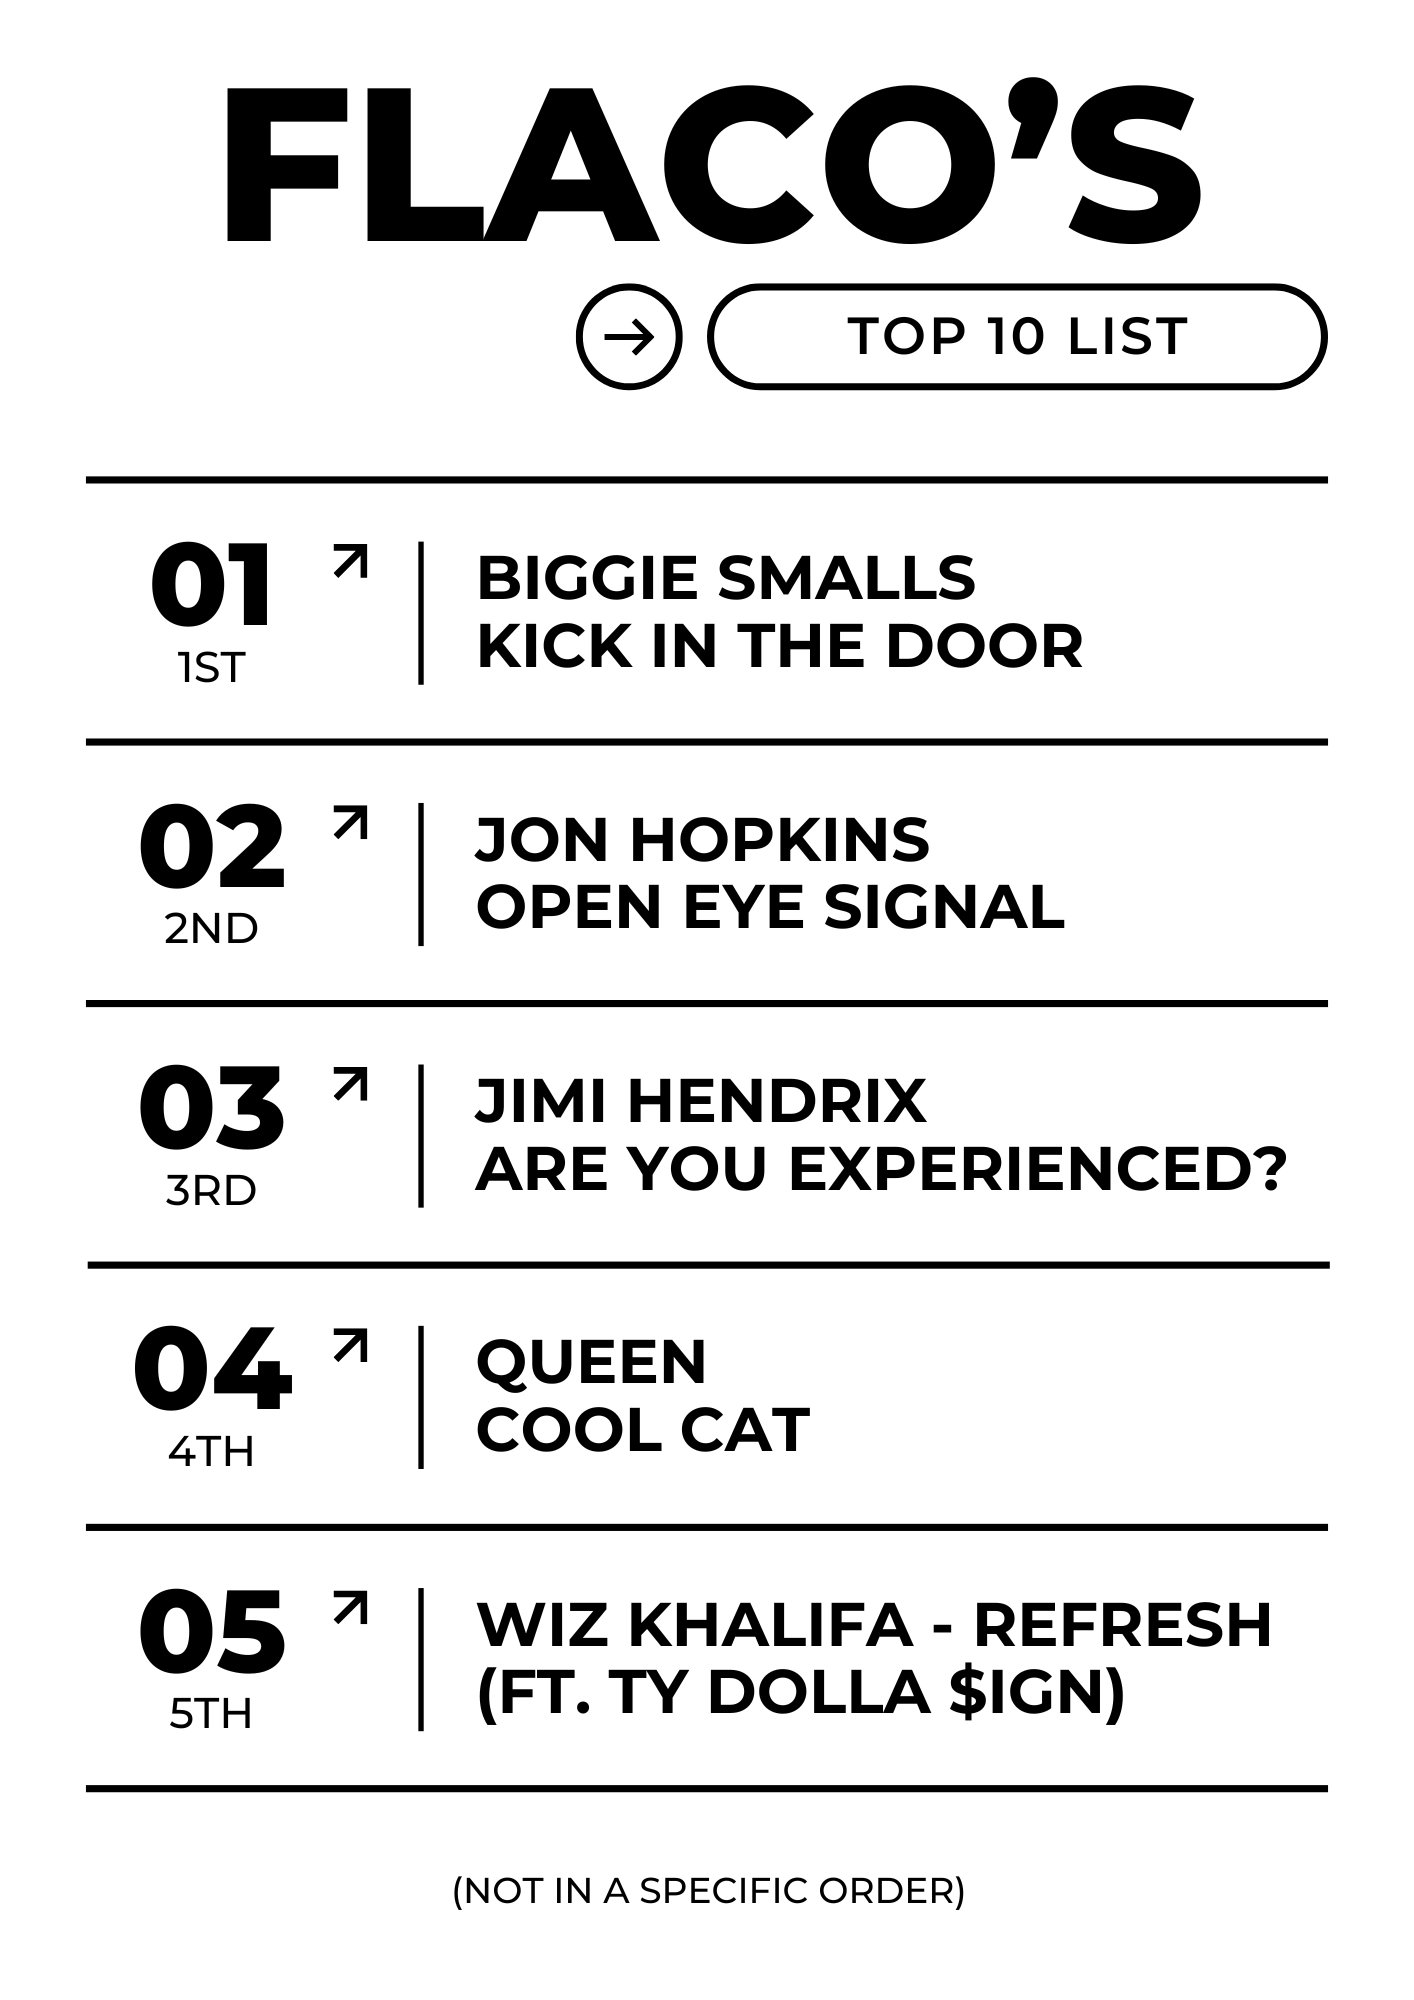 FLACO’S
TOP 10 LIST
01
1ST
BIGGIE SMALLS
KICK IN THE DOOR
02
2ND
JON HOPKINS
OPEN EYE SIGNAL
03
3RD
JIMI HENDRIX
ARE YOU EXPERIENCED?
04
4TH
QUEEN
COOL CAT
05
5TH
WIZ KHALIFA - REFRESH
(FT. TY DOLLA $IGN)
(NOT IN A SPECIFIC ORDER)